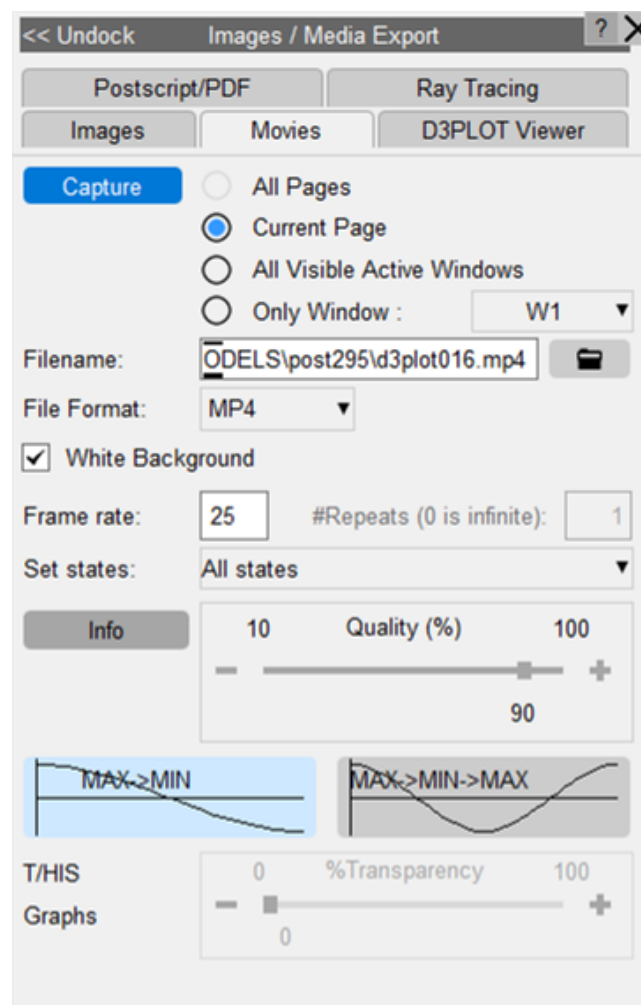 << Undock Images / Media Export ? X
Postscript/PDF Ray Tracing
Images Movies D3PLOT Viewer
Capture All Pages
Current Page
All Visible Active Windows
Only Window : W1
Filename: ODELS\post295\d3plot016.mp4
File Format: MP4
White Background
Frame rate: 25 #Repeats (0 is infinite): 1
Set states: All states
Info 10 Quality (%) 100
90
MAX->MIN MAX->MIN->MAX
T/HIS 0 %Transparency 100
Graphs
0